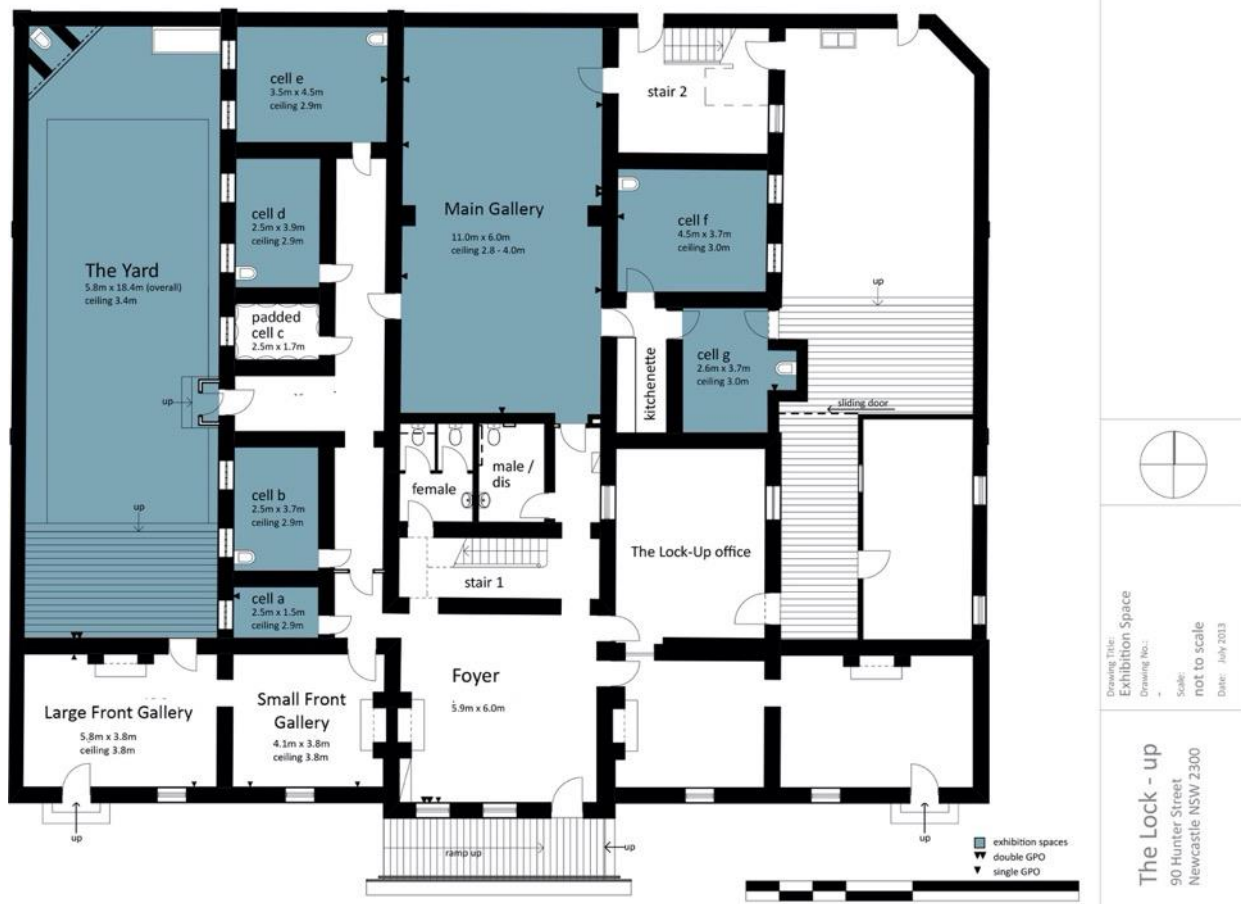 cell e
3.5m x 4.5m
ceiling 2.9m
stair 2
cell d
2.5m x 3.9m
ceiling 2.9m
Main Gallery
11.0m x 6.0m
ceiling 2.8 - 4.0m
cell f
4.5m x 3.7m
ceiling 3.0m
The Yard
5.8m x 18.4m (overall)
ceiling 3.4m
up
padded
cell c
2.5m x 1.7m
kitchenette
cell g
2.6m x 3.7m
ceiling 3.0m
up
sliding door
up
cell b
2.5m x 3.7m
ceiling 2.9m
female
male /
dis
The Lock-Up office
stair 1
cell a
2.5m x 1.5m
ceiling 2.9m
Large Front Gallery
5.8m x 3.8m
ceiling 3.8m
Small Front
Gallery
4.1m x 3.8m
ceiling 3.8m
Foyer
5.9m x 6.0m
up
ramp up
up
up
exhibition spaces
double GPO
single GPO
Drawing Title:
Exhibition Space
Drawing No.:
-
Scale:
not to scale
Date: July 2013
The Lock - up
90 Hunter Street
Newcastle NSW 2300